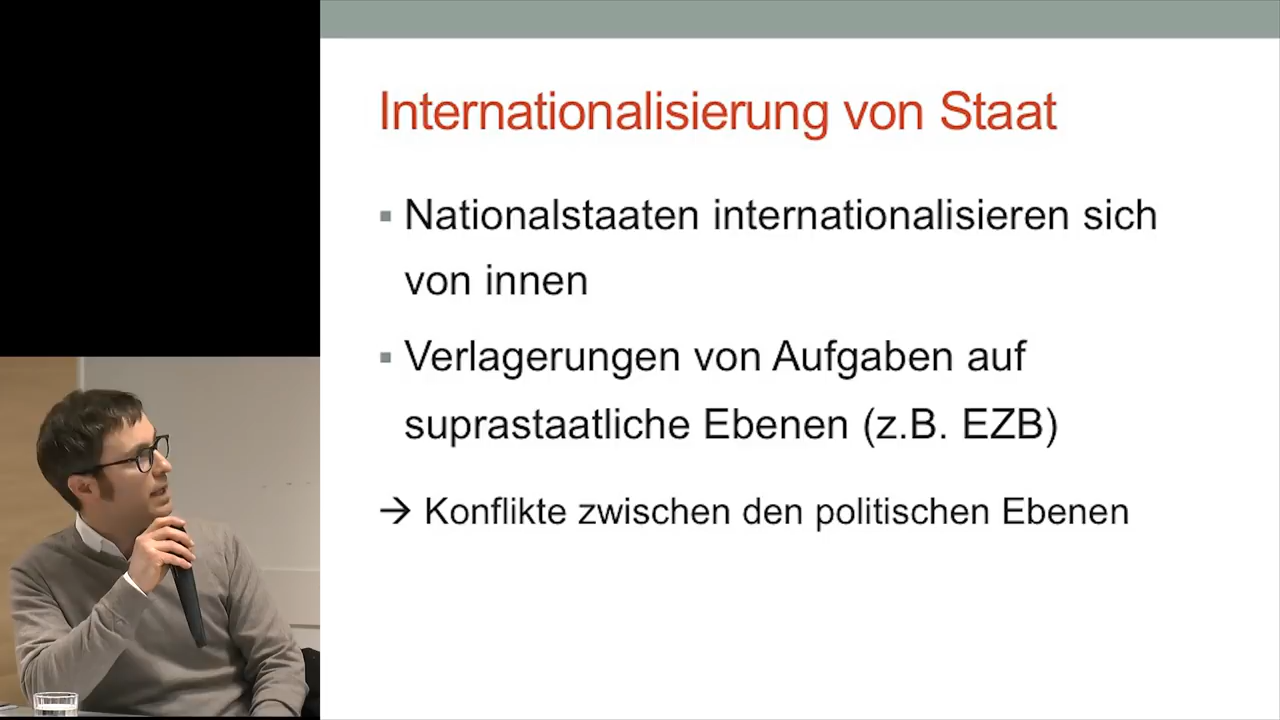 Internationalisierung von Staat
▪ Nationalstaaten internationalisieren sich
von innen
▪ Verlagerungen von Aufgaben auf
suprastaatliche Ebenen (z.B. EZB)
→ Konflikte zwischen den politischen Ebenen